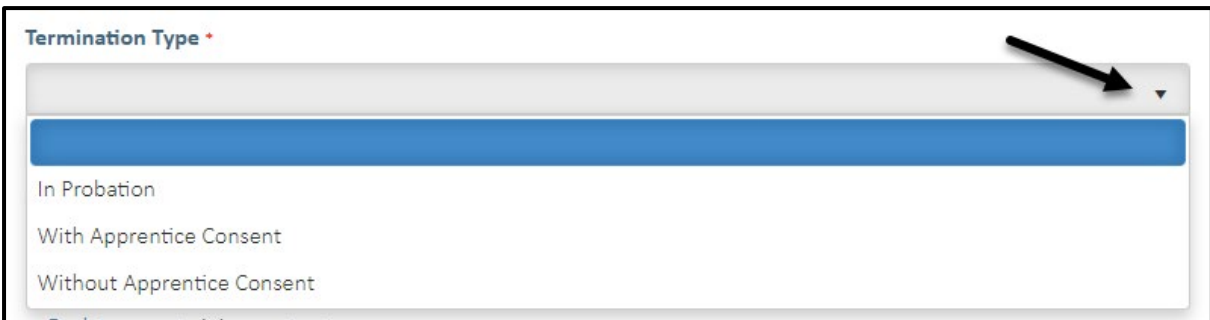 Termination Type *
In Probation
With Apprentice Consent
Without Apprentice Consent